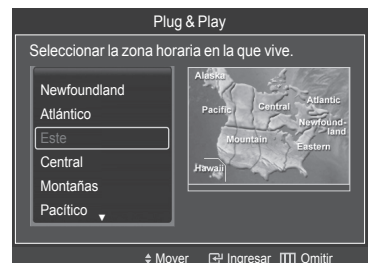 Plug & Play
Seleccionar la zona horaria en la que vive.
Newfoundland
Atlántico
Este
Central
Montañas
Pacítico
Alaska
Pacific
Central
Atlantic
Newfound-
land
Mountain
Eastern
Hawaii
Mover Ingresar Omitir